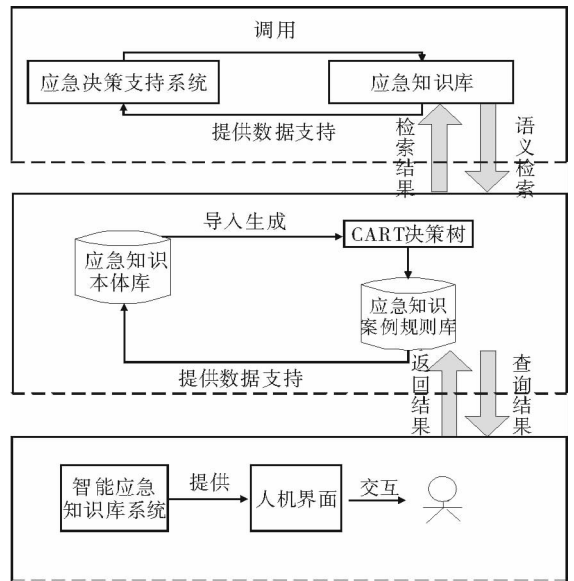 调用
应急决策支持系统
应急知识库
提供数据支持
检索结果
语义检索
导入生成
CART决策树
应急知识
本体库
应急知识
案例规则库
提供数据支持
返回结果
查询结果
智能应急
知识库系统
提供
人机界面
交互